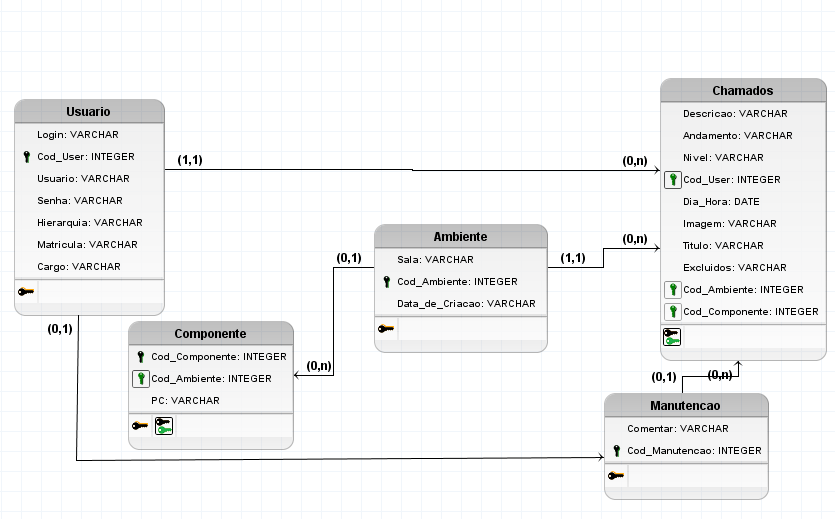 Usuario
Login: VARCHAR
Cod_User: INTEGER
Usuario: VARCHAR
Senha: VARCHAR
Hierarquia: VARCHAR
Matricula: VARCHAR
Cargo: VARCHAR
(1,1)
(0,n)
(0,1)
Chamados
Descricao: VARCHAR
Andamento: VARCHAR
Nivel: VARCHAR
Cod_User: INTEGER
Dia_Hora: DATE
Imagem: VARCHAR
Titulo: VARCHAR
Excluidos: VARCHAR
Cod_Ambiente: INTEGER
Cod_Componente: INTEGER
Ambiente
Sala: VARCHAR
Cod_Ambiente: INTEGER
Data_de_Criacao: VARCHAR
(0,1)
(1,1)
(0,n)
Componente
Cod_Componente: INTEGER
Cod_Ambiente: INTEGER
PC: VARCHAR
(0,n)
(0,1)
(0,n)
Manutencao
Comentar: VARCHAR
Cod_Manutencao: INTEGER